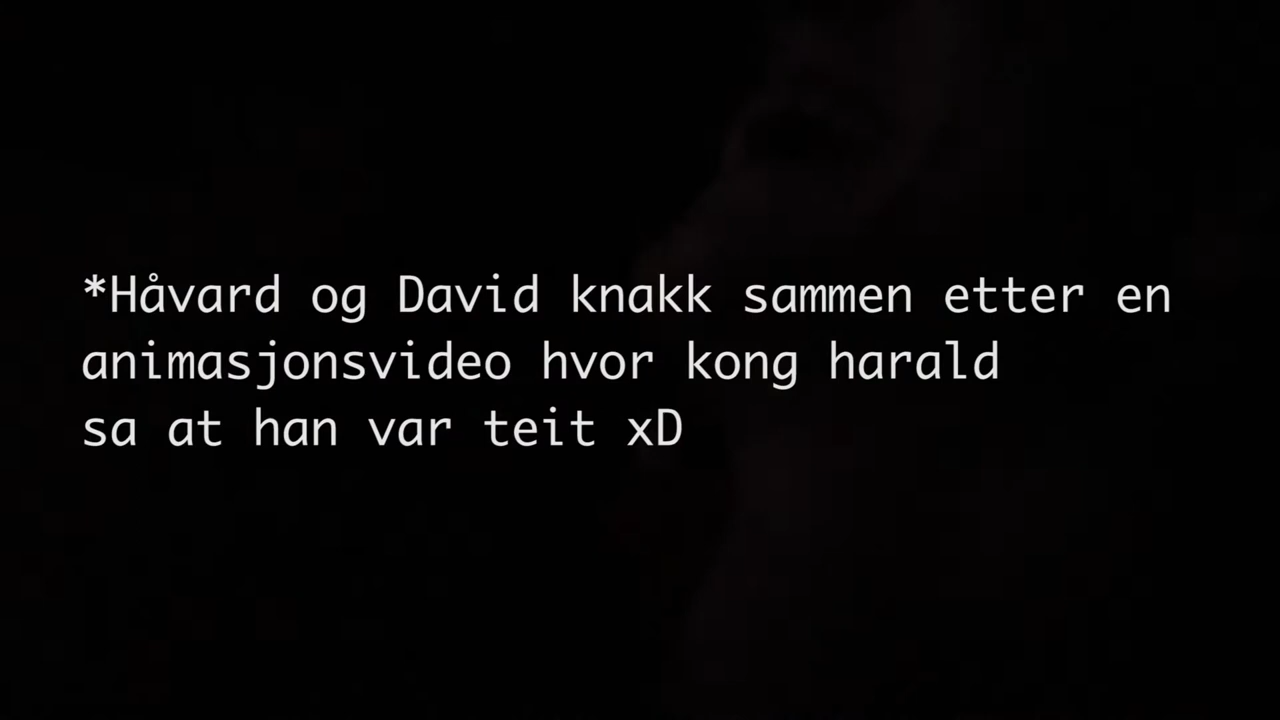 *Håvard og David knakk sammen etter en
animasjonsvideo hvor kong harald
sa at han var teit xD